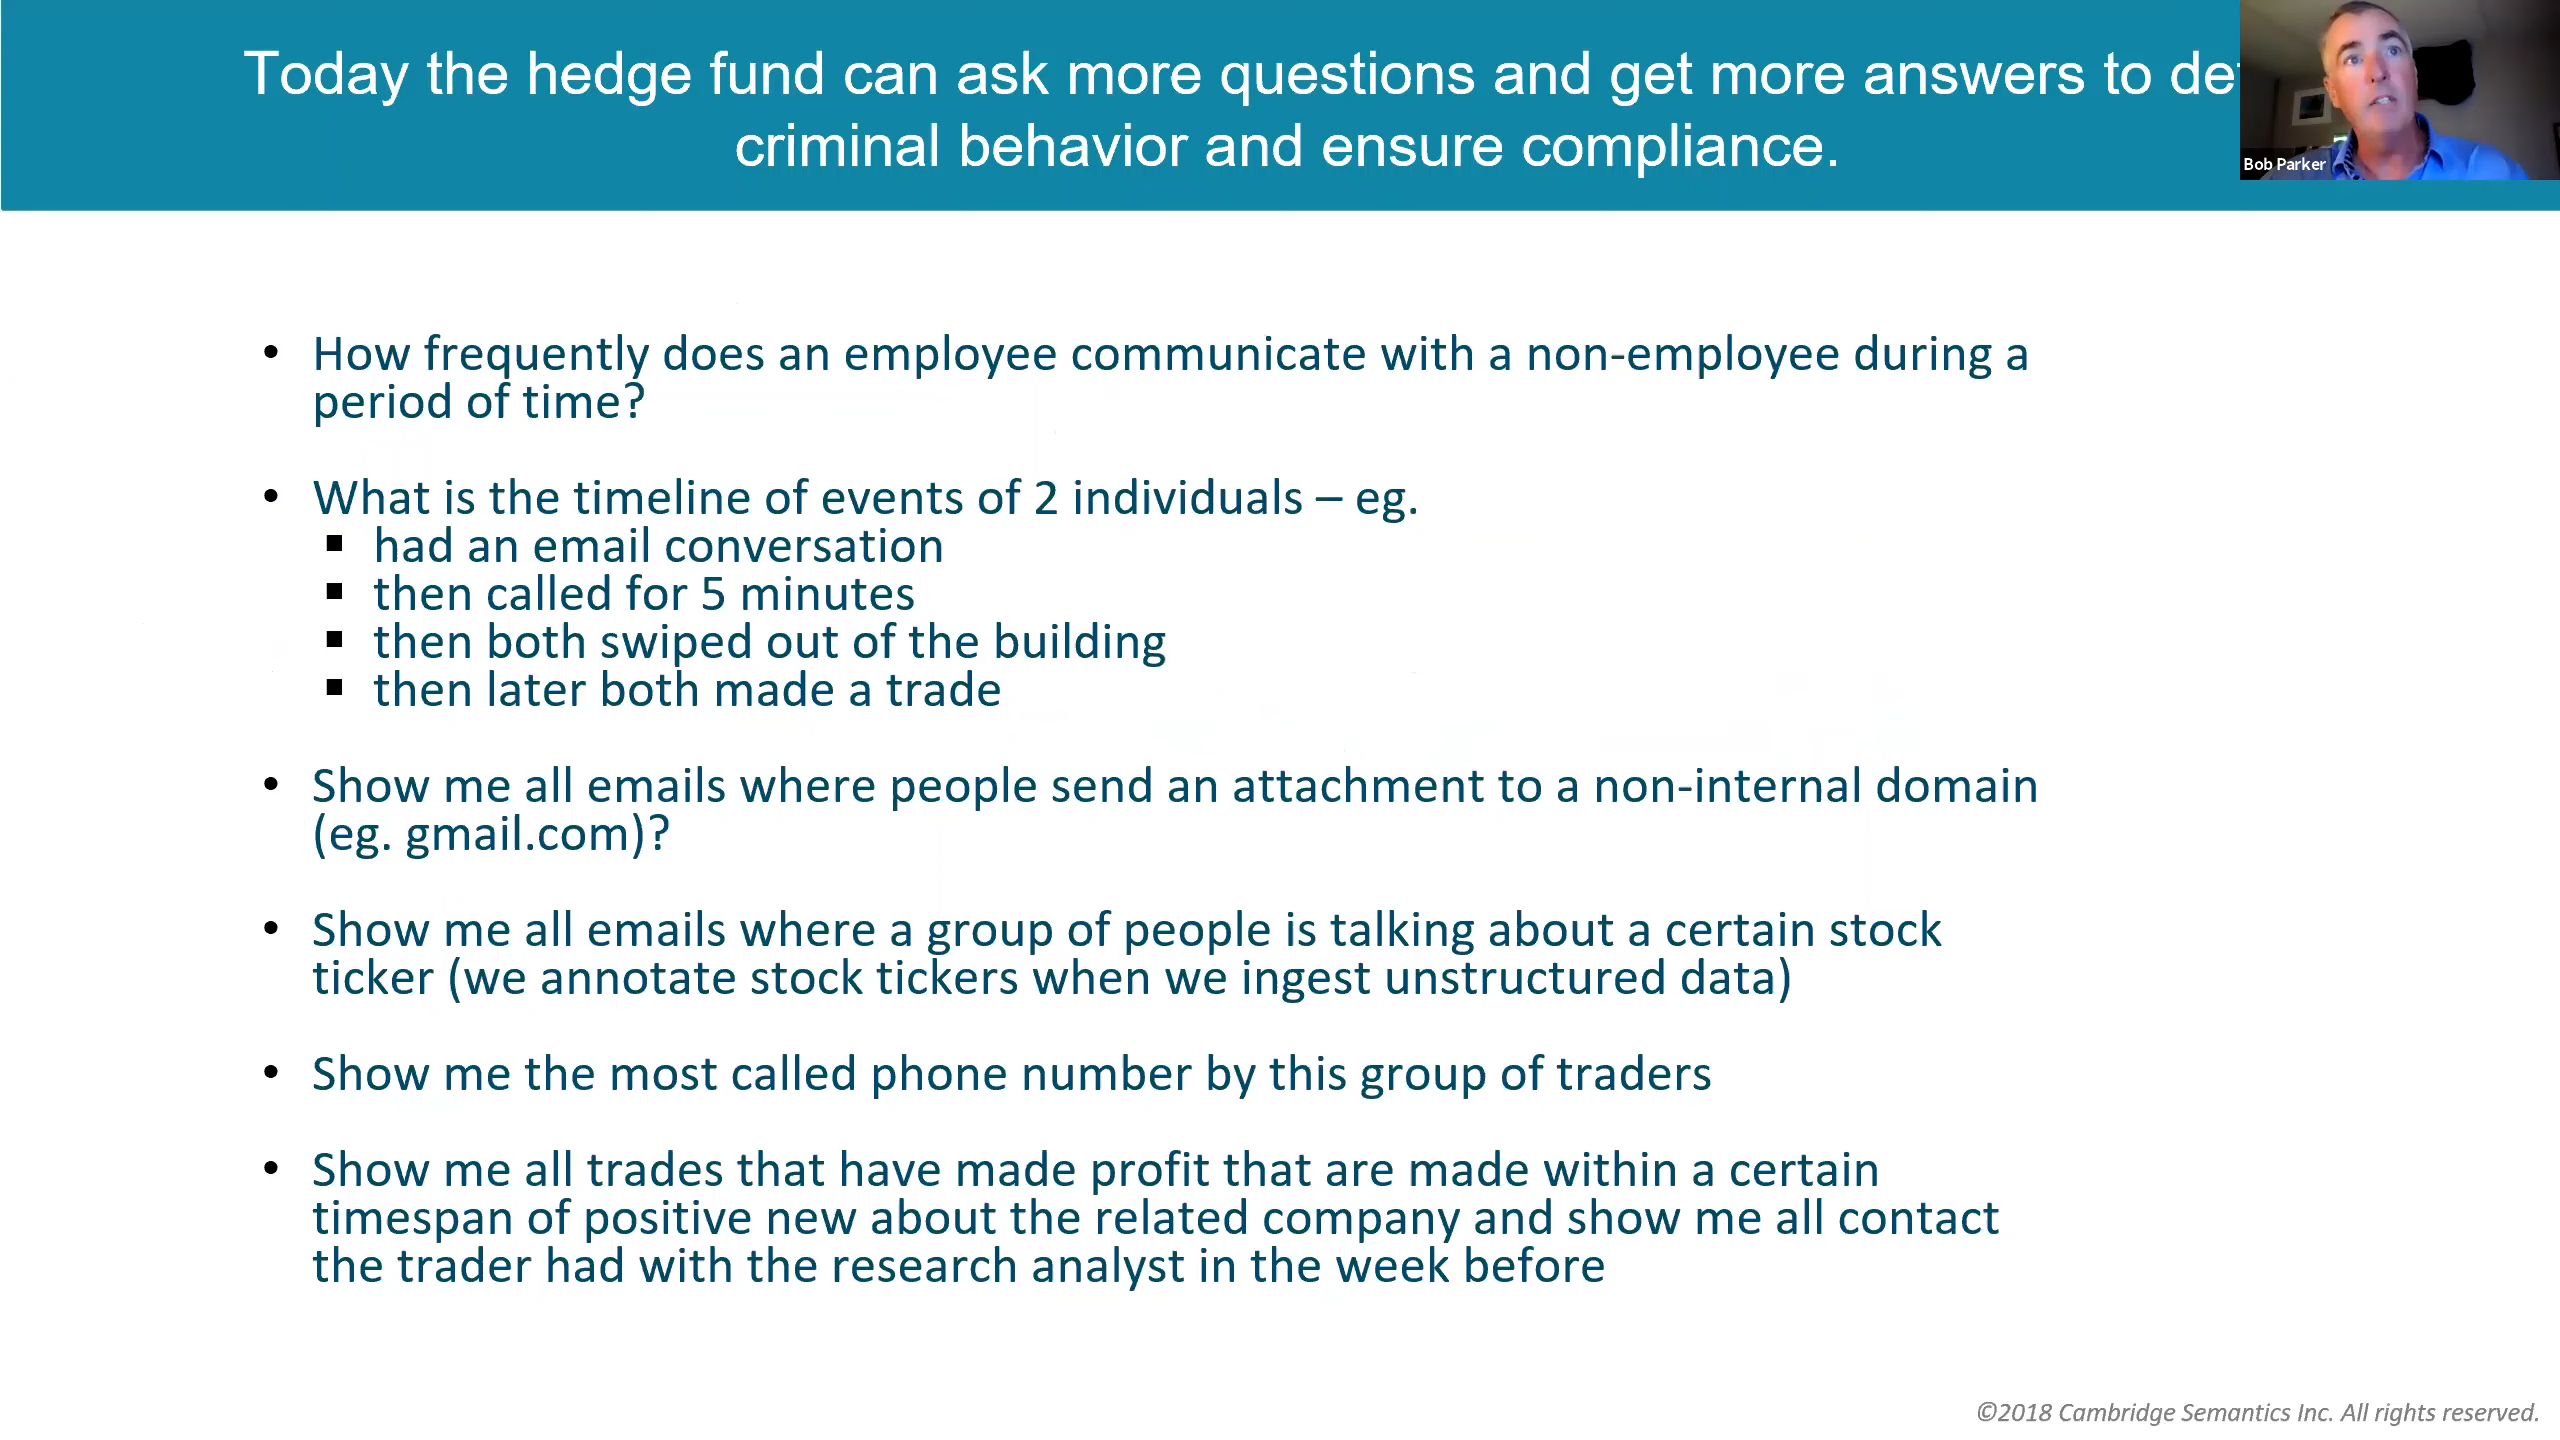 Today the hedge fund can ask more questions and get more answers to
criminal behavior and ensure compliance.
Bob Parker
• How frequently does an employee communicate with a non-employee during a
period of time?
• What is the timeline of events of 2 individuals – eg.
▪ had an email conversation
▪ then called for 5 minutes
▪ then both swiped out of the building
▪ then later both made a trade
• Show me all emails where people send an attachment to a non-internal domain
(eg. gmail.com)?
• Show me all emails where a group of people is talking about a certain stock
ticker (we annotate stock tickers when we ingest unstructured data)
• Show me the most called phone number by this group of traders
• Show me all trades that have made profit that are made within a certain
timespan of positive new about the related company and show me all contact
the trader had with the research analyst in the week before
©2018 Cambridge Semantics Inc. All rights reserved.